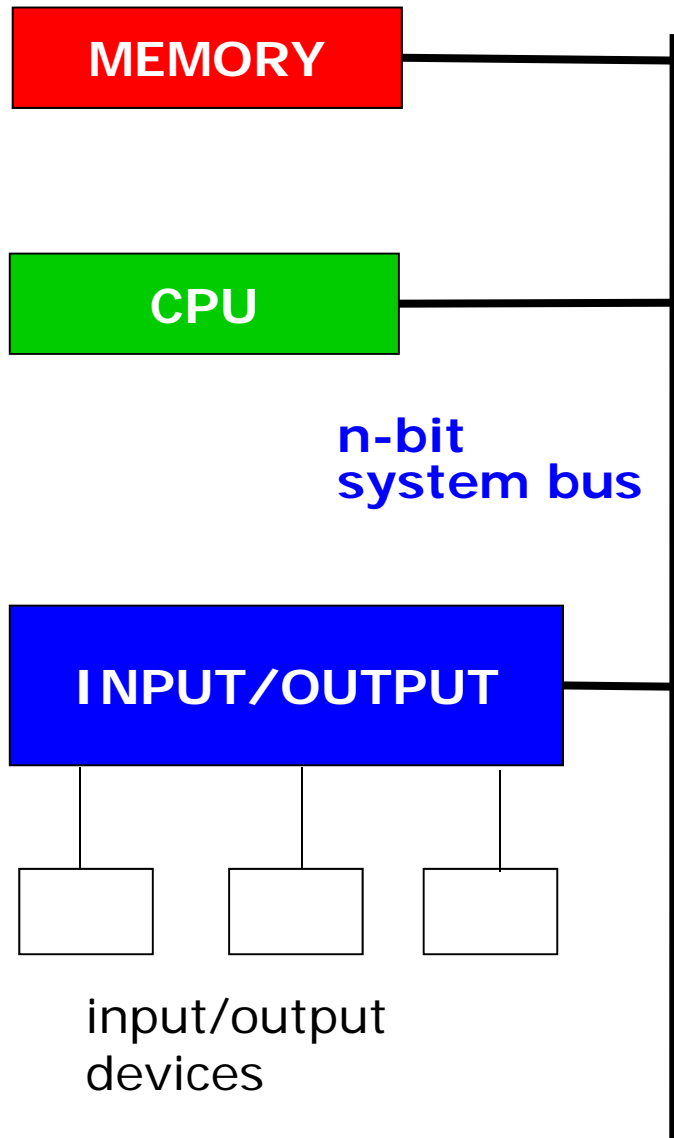 MEMORY
CPU
n-bit
system bus
INPUT/OUTPUT
input/output
devices